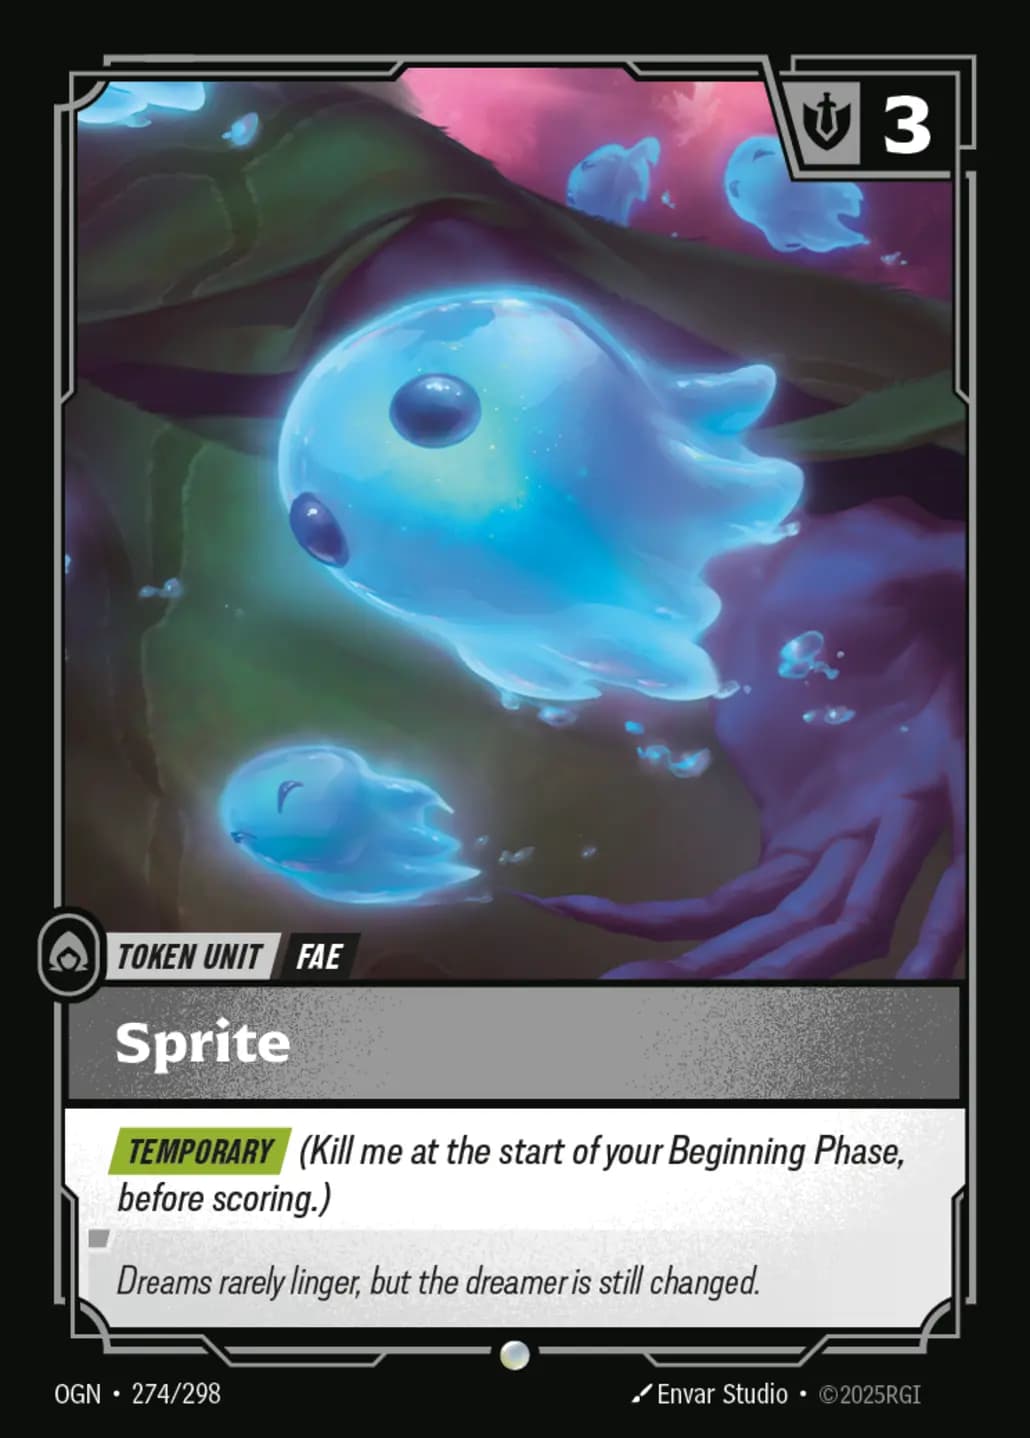 3
TOKEN UNIT FAE
Sprite
TEMPORARY (Kill me at the start of your Beginning Phase,
before scoring.)
Dreams rarely linger, but the dreamer is still changed.
OGN • 274/298 Envar Studio • ©2025RGI